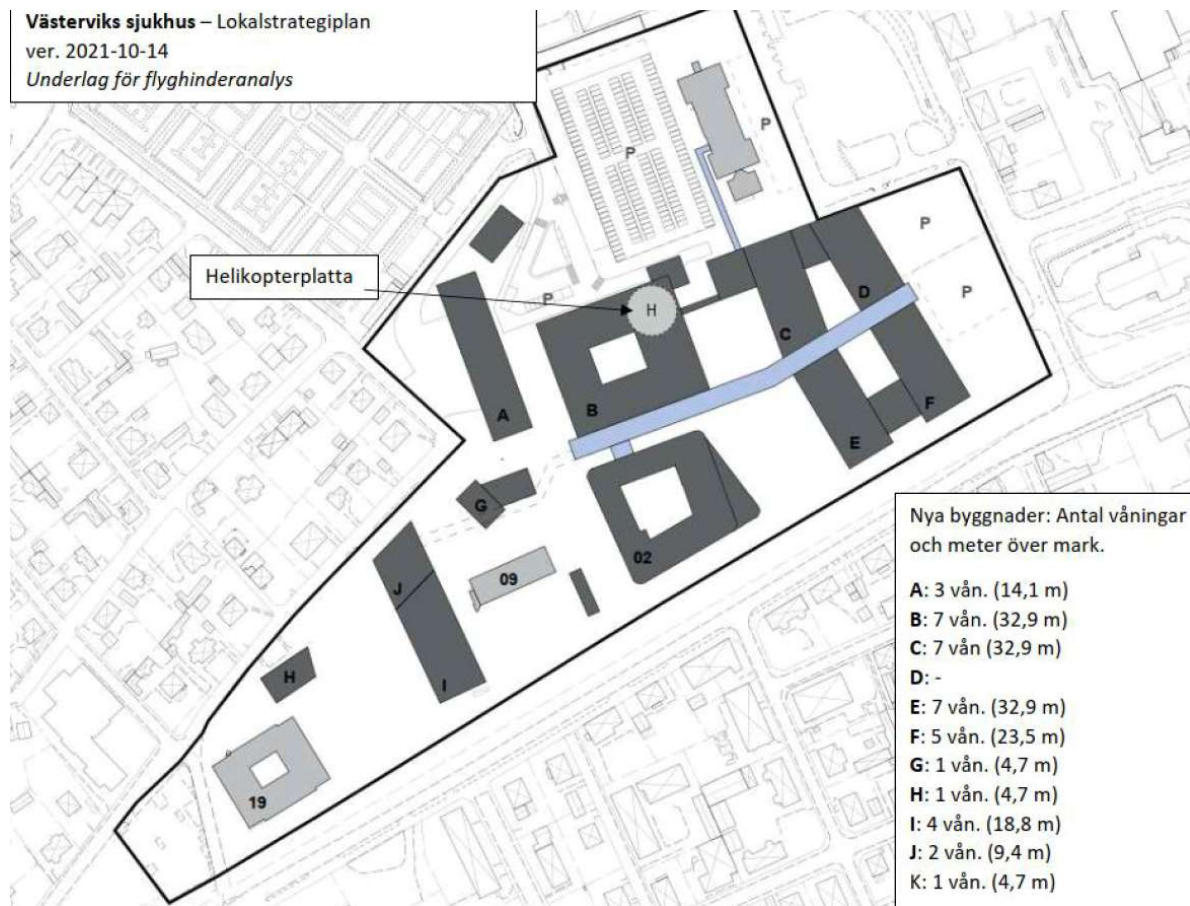 Västerviks sjukhus – Lokalstrategiplan
ver. 2021-10-14
Underlag för flyghinderanalys
P
P
P
Helikopterplatta
P
H
D
P
C
A
B
F
E
G
02
J
09
H
I
19
Nya byggnader: Antal våningar
och meter över mark.
A: 3 vån. (14,1 m)
B: 7 vån. (32,9 m)
C: 7 vån (32,9 m)
D: -
E: 7 vån. (32,9 m)
F: 5 vån. (23,5 m)
G: 1 vån. (4,7 m)
H: 1 vån. (4,7 m)
I: 4 vån. (18,8 m)
J: 2 vån. (9,4 m)
K: 1 vån. (4,7 m)